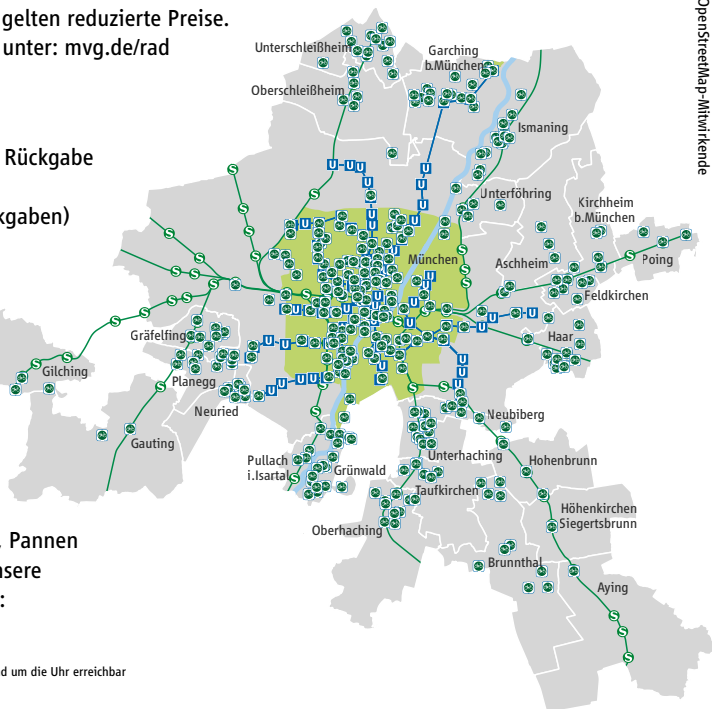 gelten reduzierte Preise.
unter: mvg.de/rad
OpenStreetMap-Mitwirkende
Rückgabe
kgaben)
Unterschleißheim
Garching
b.München
Oberschleißheim
Ismaning
Unterföhring
Kirchheim
b.München
München
Aschheim
Poing
Feldkirchen
Gräfelfing
Haar
Gilching
Planegg
Neuried
Neubiberg
Gauting
Unterhaching
Pullach
i.Isartal
Grünwald
Hohenbrunn
Taufkirchen
Höhenkirchen
Siegertsbrunn
Oberhaching
. Pannen
nsere
:
Brunnthal
Aying
d um die Uhr erreichbar